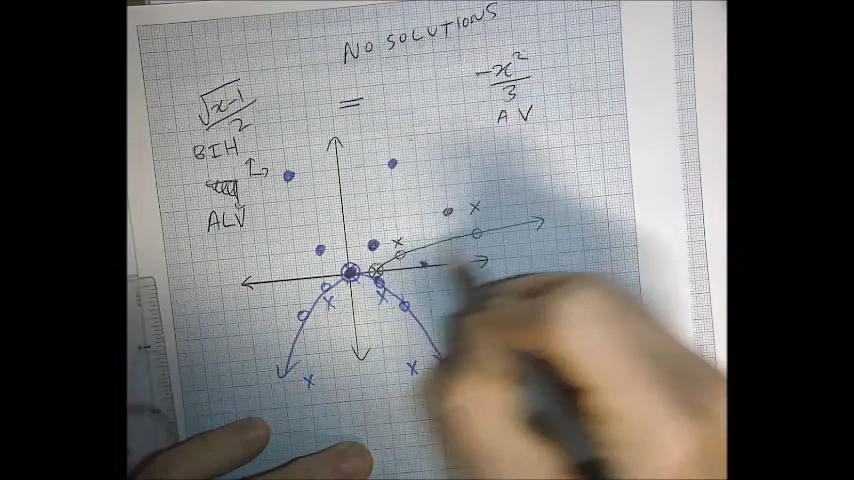 NO SOLUTIONS
√x-1/2 = -x²/3
BIH
AV
ALV